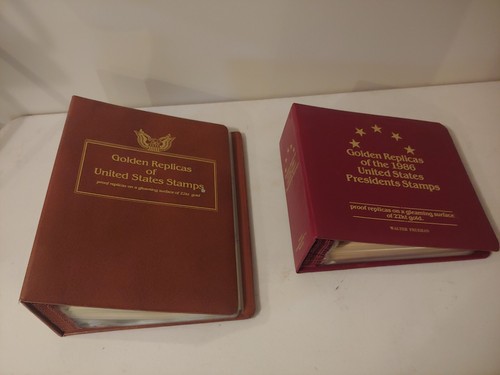 Golden Replicas
of
United States Stamps
proof replicas on a gleaming surface of 22kt gold
Golden Replicas
of the 1986
United States
Presidents Stamps
proof replicas on a gleaming surface
of 22kt gold.